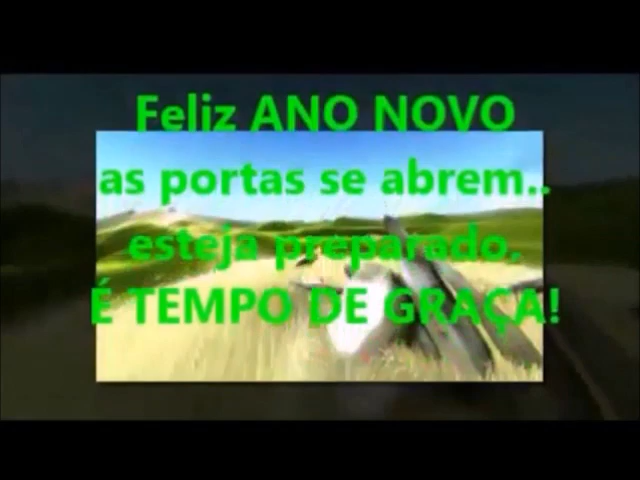 Feliz ANO NOVO
as portas se abrem..
esteja preparado,
É TEMPO DE GRAÇA!